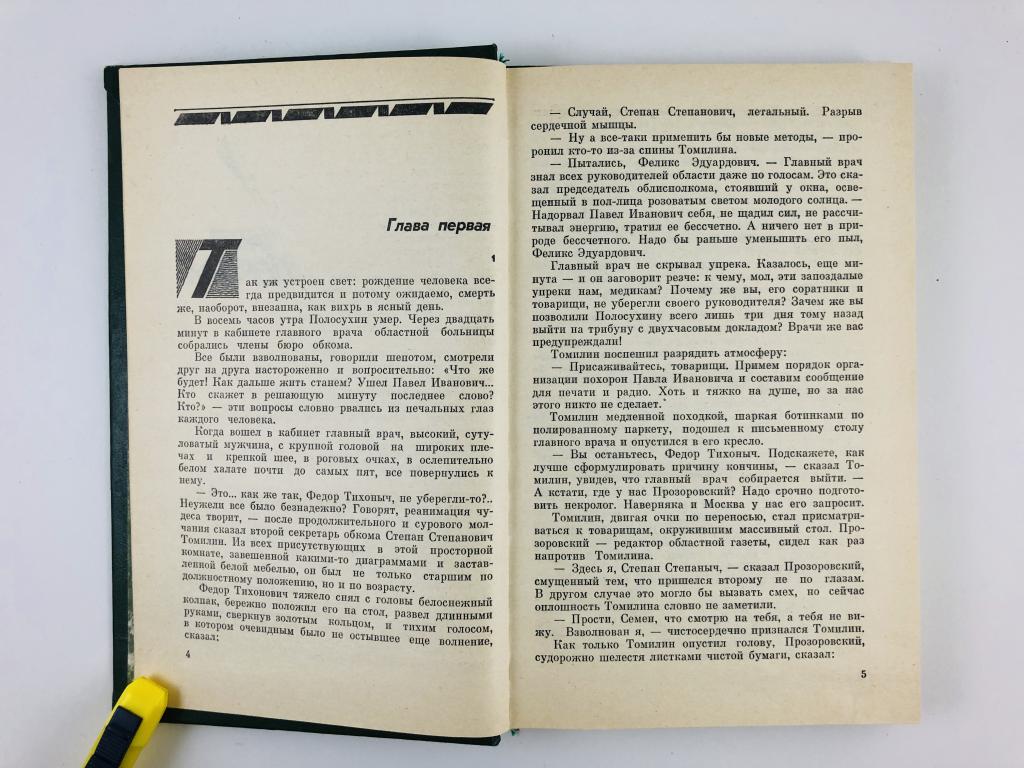 Глава первая
1
Так уж устроен свет: рождение человека все-
гда предвидится и потому ожидаемо, смерть
же, наоборот, внезапна, как вихрь в ясный день.
В восемь часов утра Полосухин умер. Через двадцать
минут в кабинете главного врача областной больницы
собрались члены бюро обкома.
Все были взволнованы, говорили шепотом, смотрели
друг на друга настороженно и вопросительно: «Что же
будет! Как дальше жить станем? Ушел Павел Иванович...
Кто скажет в решающую минуту последнее слово?
Кто?» — эти вопросы словно рвались из печальных глаз
каждого человека.
Когда вошел в кабинет главный врач, высокий, суту-
ловатый мужчина, с крупной головой на широких пле-
чах и крепкой шее, в роговых очках, в ослепительно
белом халате почти до самых пят, все повернулись к
нему.
— Это... как же так, Федор Тихоныч, не уберегли-то?..
Неужели все было безнадежно? Говорят, реанимация чу-
деса творит, — после продолжительного и сурового мол-
чания сказал второй секретарь обкома Степан Степанович
Томилин. Из всех присутствующих в этой просторной
комнате, завешенной какими-то диаграммами и застав-
ленной белой мебелью, он был не только старшим по
должностному положению, но и по возрасту.
Федор Тихонович тяжело снял с головы белоснежный
колпак, бережно положил его на стол, развел длинными
руками, сверкнув золотым кольцом, и тихим голосом,
в котором очевидным было не остывшее еще волнение,
сказал:
4
— Случай, Степан Степанович, летальный. Разрыв
сердечной мышцы.
— Ну а все-таки применить бы новые методы, — про-
ронил кто-то из-за спины Томилина.
— Пытались, Феликс Эдуардович. — Главный врач
знал всех руководителей области даже по голосам. Это ска-
зал председатель облисполкома, стоявший у окна, осве-
щенный в пол-лица розоватым светом молодого солнца. —
Надорвал Павел Иванович себя, не щадил сил, не рассчи-
тывал энергию, тратил ее бессчетно. А ничего нет в при-
роде бессчетного. Надо бы раньше уменьшить его пыл,
Феликс Эдуардович.
Главный врач не скрывал упрека. Казалось, еще ми-
нута — и он заговорит резче: к чему, мол, эти запоздалые
упреки нам, медикам? Почему же вы, его соратники и
товарищи, не уберегли своего руководителя? Зачем же вы
позволили Полосухину всего лишь три дня тому назад
выйти на трибуну с двухчасовым докладом? Врачи же вас
предупреждали!
Томилин поспешил разрядить атмосферу:
— Присаживайтесь, товарищи. Примем порядок орга-
низации похорон Павла Ивановича и составим сообщение
для печати и радио. Хоть и тяжко на душе, но за нас
этого никто не сделает.
Томилин медленной походкой, шаркая ботинками по
полированному паркету, подошел к письменному столу
главного врача и опустился в его кресло.
— Вы останьтесь, Федор Тихоныч. Подскажете, как
лучше сформулировать причину кончины, — сказал То-
милин, увидев, что главный врач собирается выйти. —
А кстати, где у нас Прозоровский? Надо срочно подгото-
вить некролог. Наверняка и Москва у нас его запросит.
Томилин, двигая очки по переносью, стал присматри-
ваться к товарищам, окружившим массивный стол. Про-
зоровский — редактор областной газеты, сидел как раз
напротив Томилина.
— Здесь я, Степан Степаныч, — сказал Прозоровский,
смущенный тем, что пришелся второму не по глазам.
В другом случае это могло бы вызвать смех, но сейчас
оплошность Томилина словно не заметили.
— Прости, Семен, что смотрю на тебя, а тебя не ви-
жу. Взволнован я, — чистосердечно признался Томилин.
Как только Томилин опустил голову, Прозоровский,
судорожно шелестя листками чистой бумаги, сказал:
5